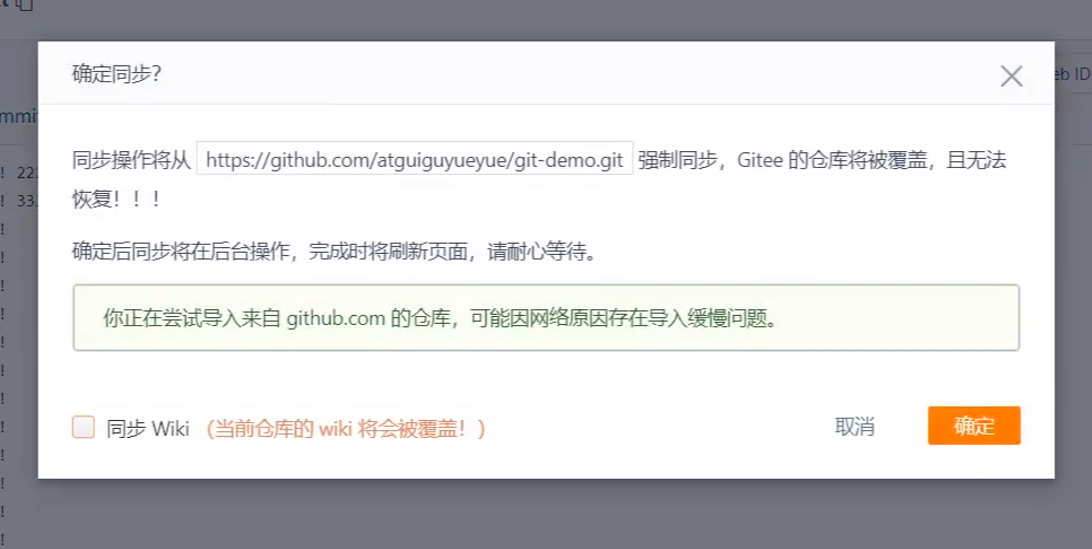 确定同步？
eb ID
mmit
同步操作将从 https://github.com/atguiguyueyue/git-demo.git 强制同步，Gitee 的仓库将被覆盖，且无法
恢复！！！
! 222
! 333
!
!
确定后同步将在后台操作，完成时将刷新页面，请耐心等待。
!
!
你正在尝试导入来自 github.com 的仓库，可能因网络原因存在导入缓慢问题。
!
!
!
!
同步 Wiki （当前仓库的 wiki 将会被覆盖！）
取消
确定
!
!
!
!